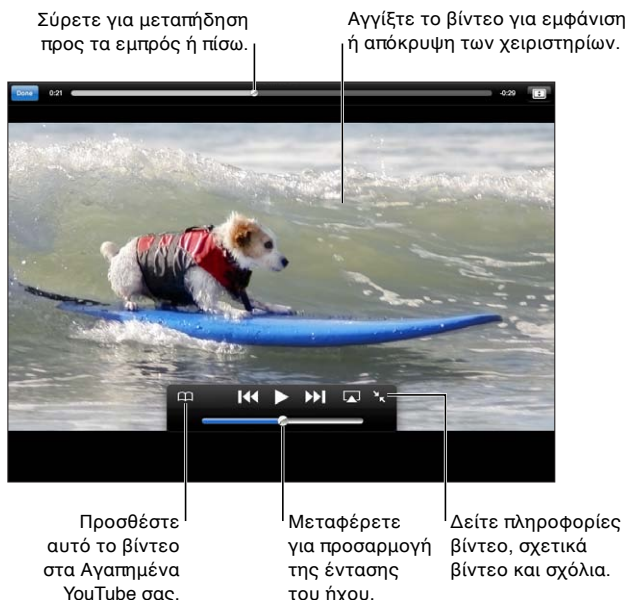 Σύρετε για μεταπήδηση
προς τα εμπρός ή πίσω.
Αγγίξτε το βίντεο για εμφάνιση
ή απόκρυψη των χειριστηρίων.
Done 0:21 -0:29
Προσθέστε
αυτό το βίντεο
στα Αγαπημένα
YouTube σας.
Μεταφέρετε
για προσαρμογή
της έντασης
του ήχου.
Δείτε πληροφορίες
βίντεο, σχετικά
βίντεο και σχόλια.